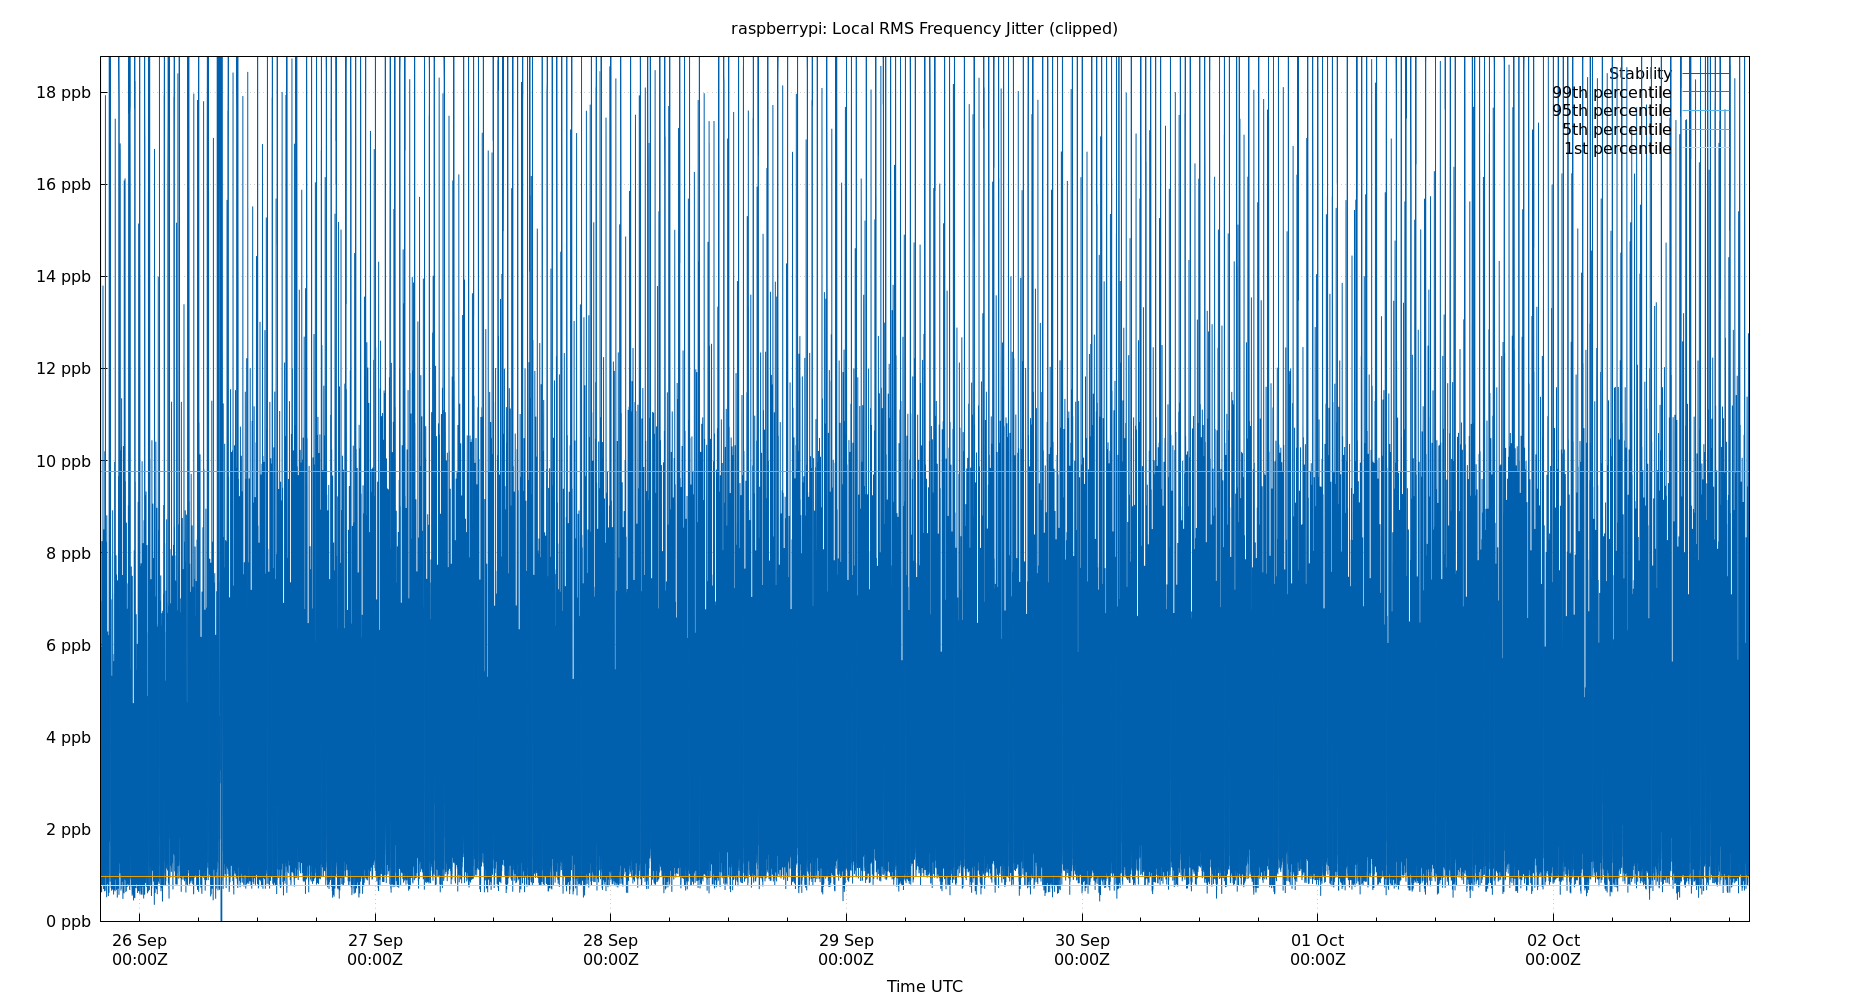 raspberrypi: Local RMS Frequency Jitter (clipped)
Stability
99th percentile
95th percentile
5th percentile
1st percentile
18 ppb
16 ppb
14 ppb
12 ppb
10 ppb
8 ppb
6 ppb
4 ppb
2 ppb
0 ppb
26 Sep 27 Sep 28 Sep 29 Sep 30 Sep 01 Oct 02 Oct
00:00Z 00:00Z 00:00Z 00:00Z 00:00Z 00:00Z 00:00Z
Time UTC